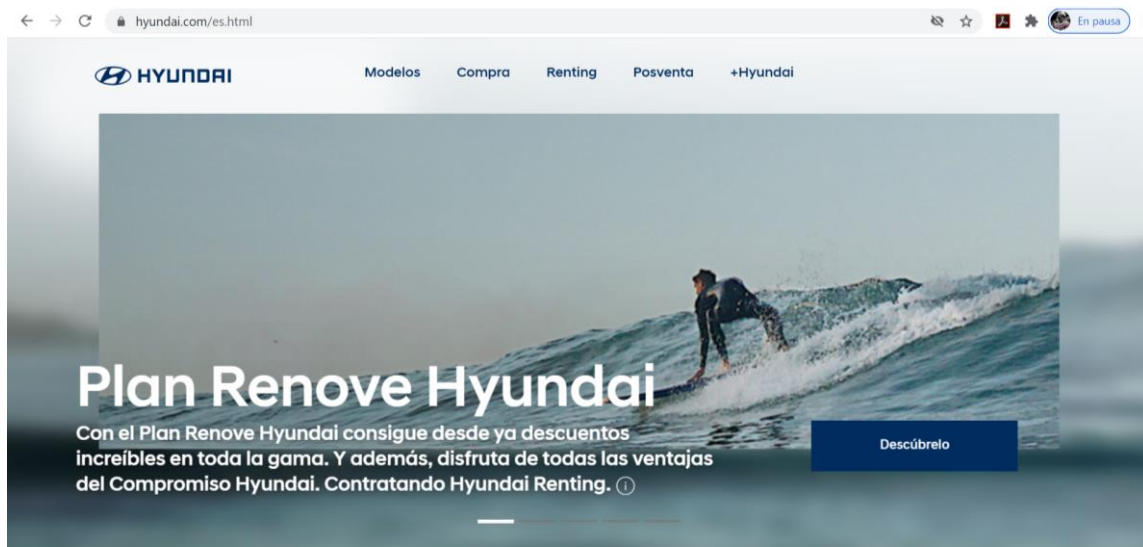 hyundai.com/es.html
En pausa
HYUNDAI
Modelos Compra Renting Posventa +Hyundai
Plan Renove Hyundai
Con el Plan Renove Hyundai consigue desde ya descuentos
increíbles en toda la gama. Y además, disfruta de todas las ventajas
del Compromiso Hyundai. Contratando Hyundai Renting.
Descúbrelo